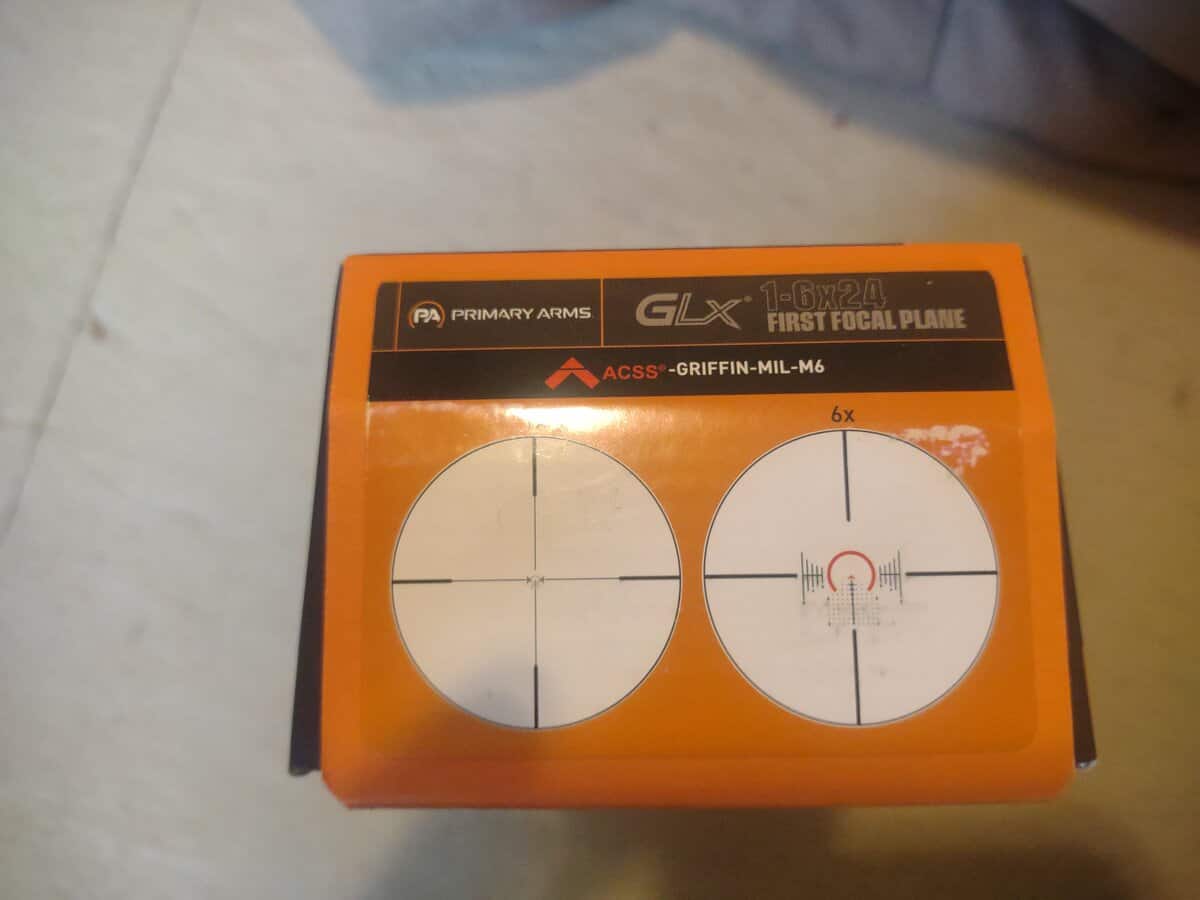 PA PRIMARY ARMS
GLx® 1-6x24
FIRST FOCAL PLANE
ACSS®-GRIFFIN-MIL-M6
6x